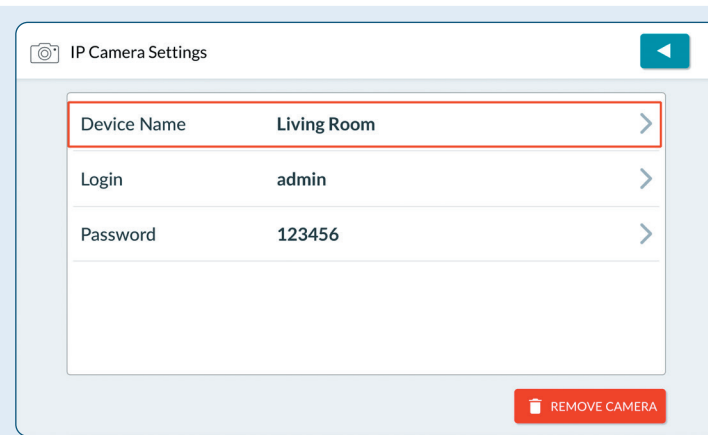 IP Camera Settings
Device Name Living Room
Login admin
Password 123456
REMOVE CAMERA